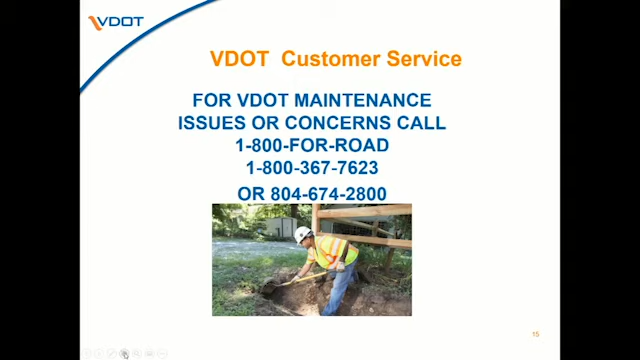 VDOT
VDOT Customer Service
FOR VDOT MAINTENANCE
ISSUES OR CONCERNS CALL
1-800-FOR-ROAD
1-800-367-7623
OR 804-674-2800
15